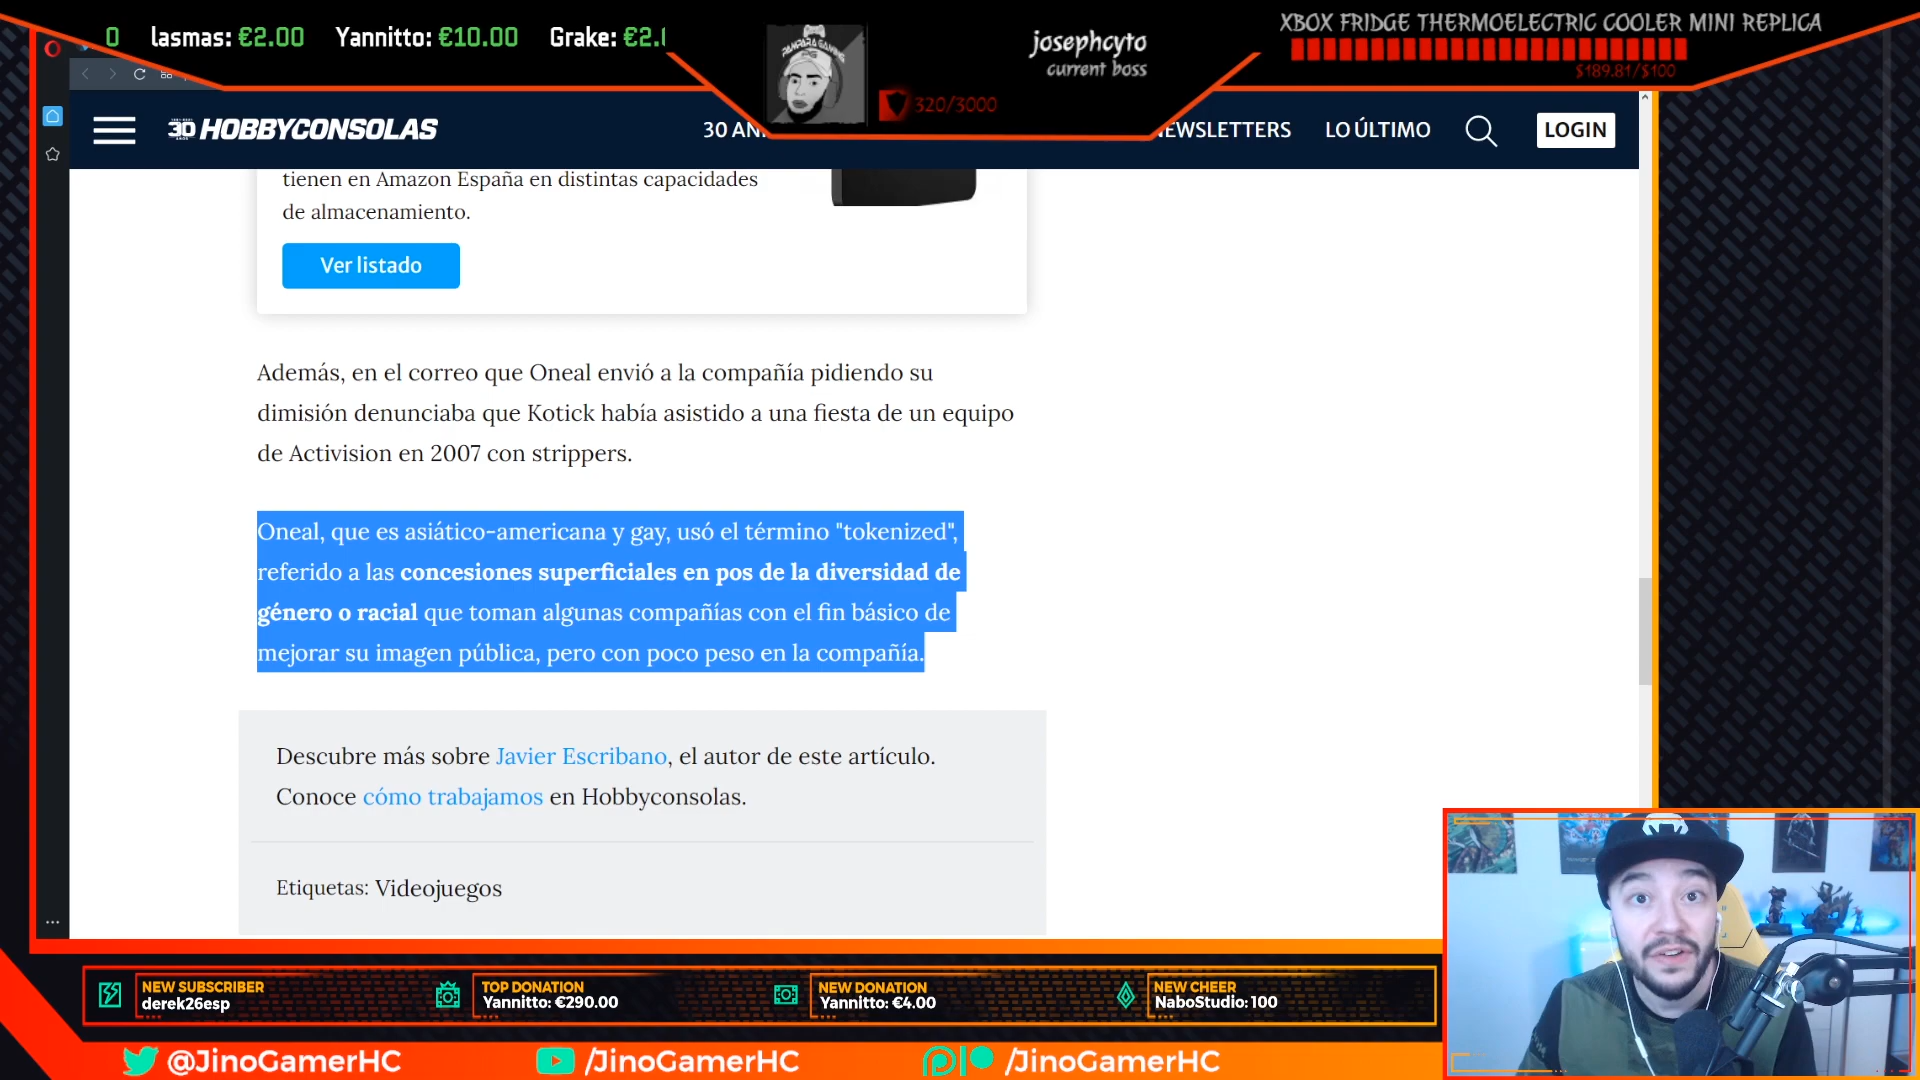 0 lasmas: €2.00 Yannitto: €10.00 Grake: €2.
PAMPARA GAMING
josephcyto
current boss
320/3000
XBOX FRIDGE THERMOELECTRIC COOLER MINI REPLICA
$189.81/$100
30 HOBBYCONSOLAS
30 AN
EWSLETTERS
LO ÚLTIMO
LOGIN
tienen en Amazon España en distintas capacidades
de almacenamiento.
Ver listado
Además, en el correo que Oneal envió a la compañía pidiendo su
dimisión denunciaba que Kotick había asistido a una fiesta de un equipo
de Activision en 2007 con strippers.
Oneal, que es asiático-americana y gay, usó el término "tokenized",
referido a las concesiones superficiales en pos de la diversidad de
género o racial que toman algunas compañías con el fin básico de
mejorar su imagen pública, pero con poco peso en la compañía.
Descubre más sobre Javier Escribano, el autor de este artículo.
Conoce cómo trabajamos en Hobbyconsolas.
Etiquetas: Videojuegos
NEW SUBSCRIBER
derek26esp
TOP DONATION
Yannitto: €290.00
NEW DONATION
Yannitto: €4.00
NEW CHEER
NaboStudio: 100
@JinoGamerHC
/JinoGamerHC
/JinoGamerHC